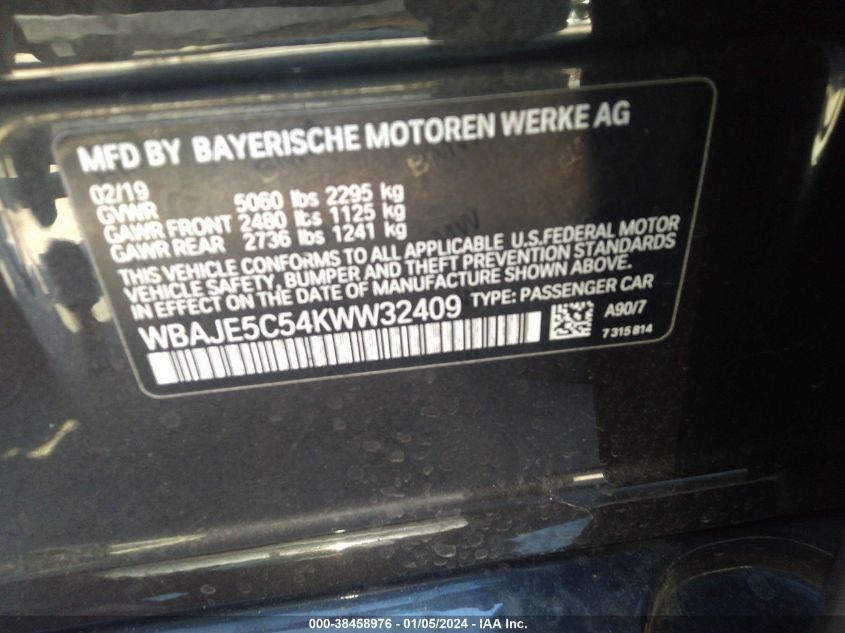 MFD BY BAYERISCHE MOTOREN WERKE AG
02/19
GVWR 5060 lbs 2295 kg
GAWR FRONT 2480 lbs 1125 kg
GAWR REAR 2736 lbs 1241 kg
THIS VEHICLE CONFORMS TO ALL APPLICABLE U.S.FEDERAL MOTOR
VEHICLE SAFETY, BUMPER AND THEFT PREVENTION STANDARDS
IN EFFECT ON THE DATE OF MANUFACTURE SHOWN ABOVE.
WBAJE5C54KWW32409 TYPE: PASSENGER CAR
A90/7
7315814
000-38458976 - 01/05/2024 - IAA Inc.